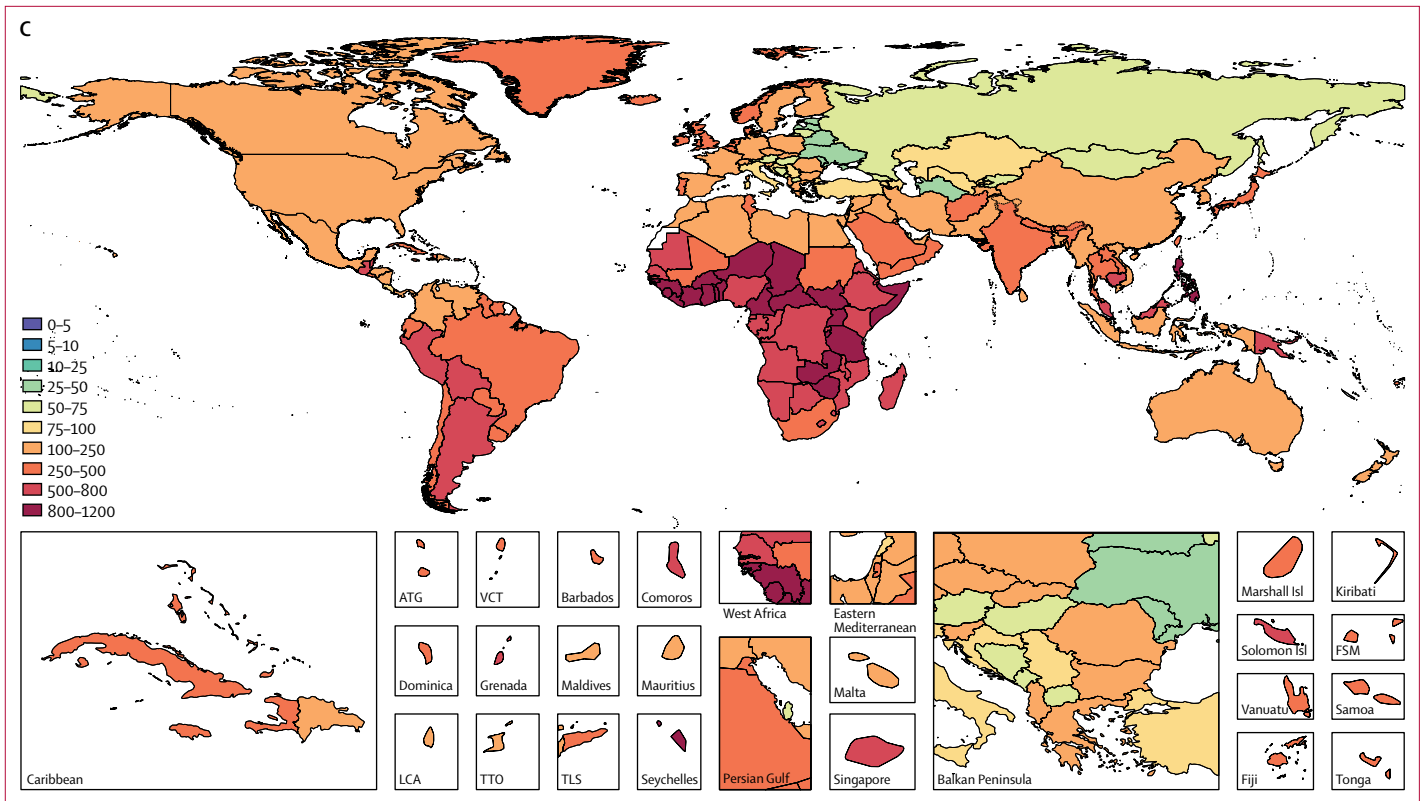 C
0–5
5–10
10–25
25–50
50–75
75–100
100–250
250–500
500–800
800–1200
Caribbean
ATG
VCT
Barbados
Comoros
West Africa
Eastern
Mediterranean
Dominica
Grenada
Maldives
Mauritius
Malta
LCA
TTO
TLS
Seychelles
Persian Gulf
Singapore
Balkan Peninsula
Marshall Isl
Kiribati
Solomon Isl
FSM
Vanuatu
Samoa
Fiji
Tonga